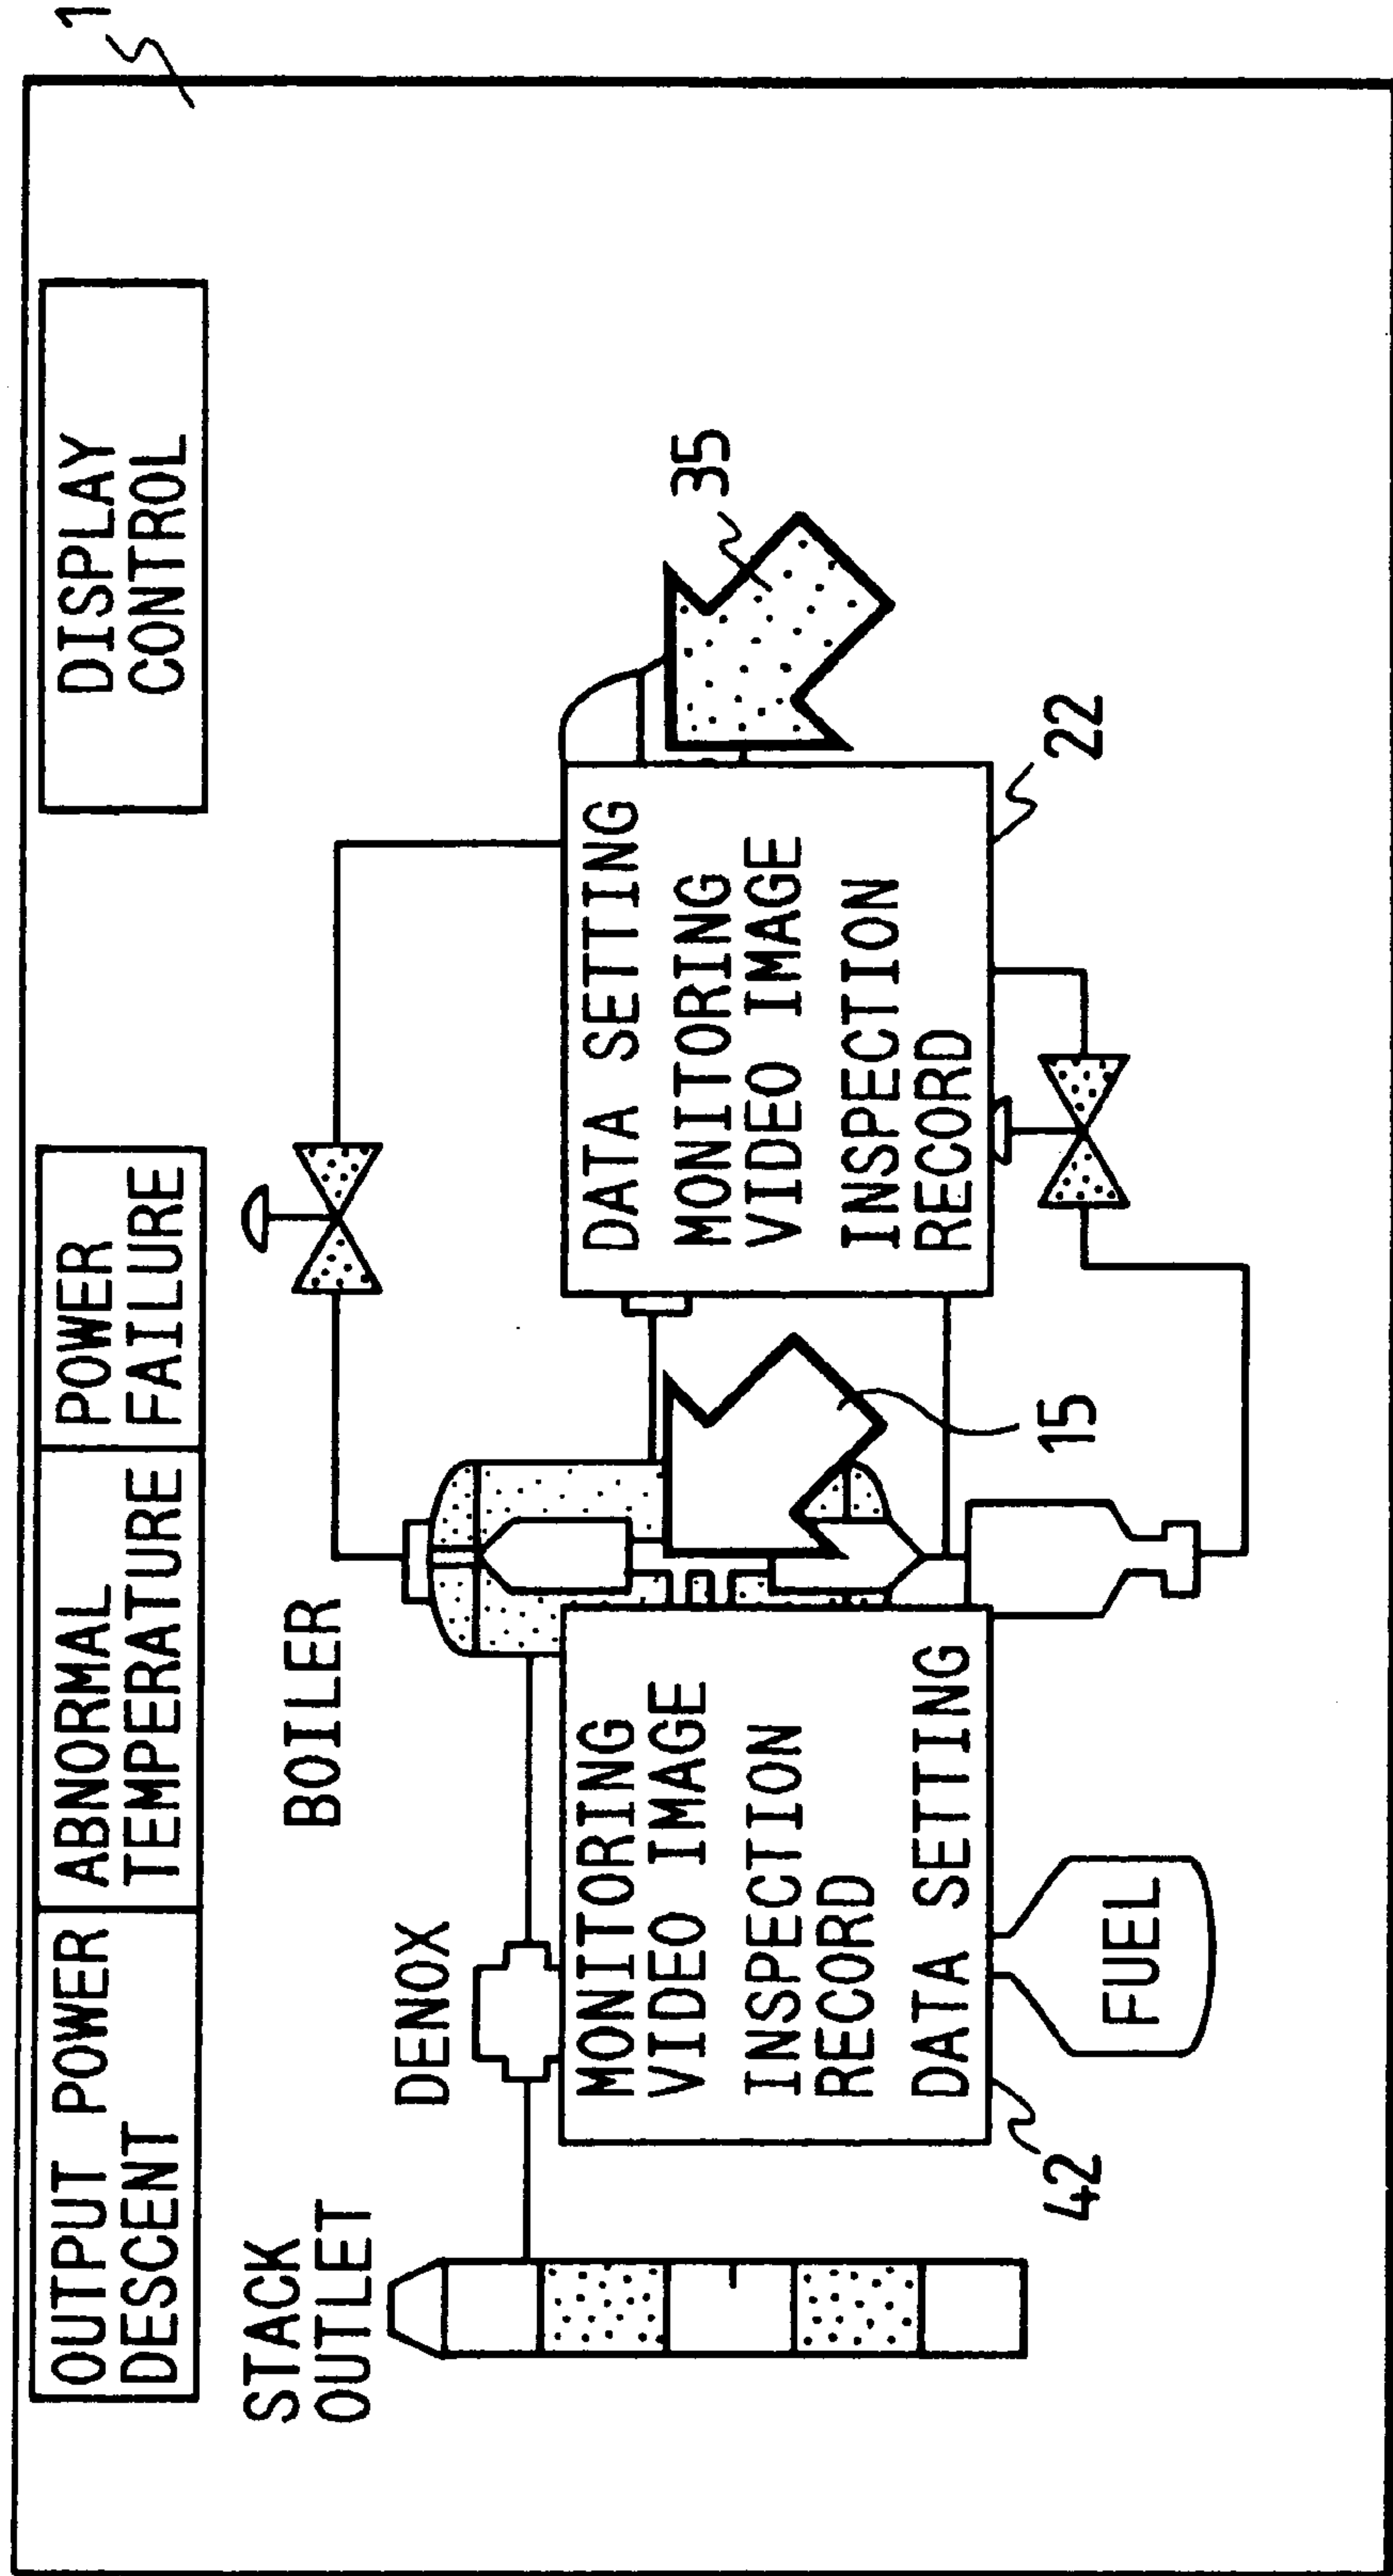 1
OUTPUT POWER
DESCENT
ABNORMAL
TEMPERATURE
POWER
FAILURE
DISPLAY
CONTROL
STACK
OUTLET
DENOX
BOILER
MONITORING
VIDEO IMAGE
INSPECTION
RECORD
DATA SETTING
DATA SETTING
MONITORING
VIDEO IMAGE
INSPECTION
RECORD
35
42
FUEL
15
22